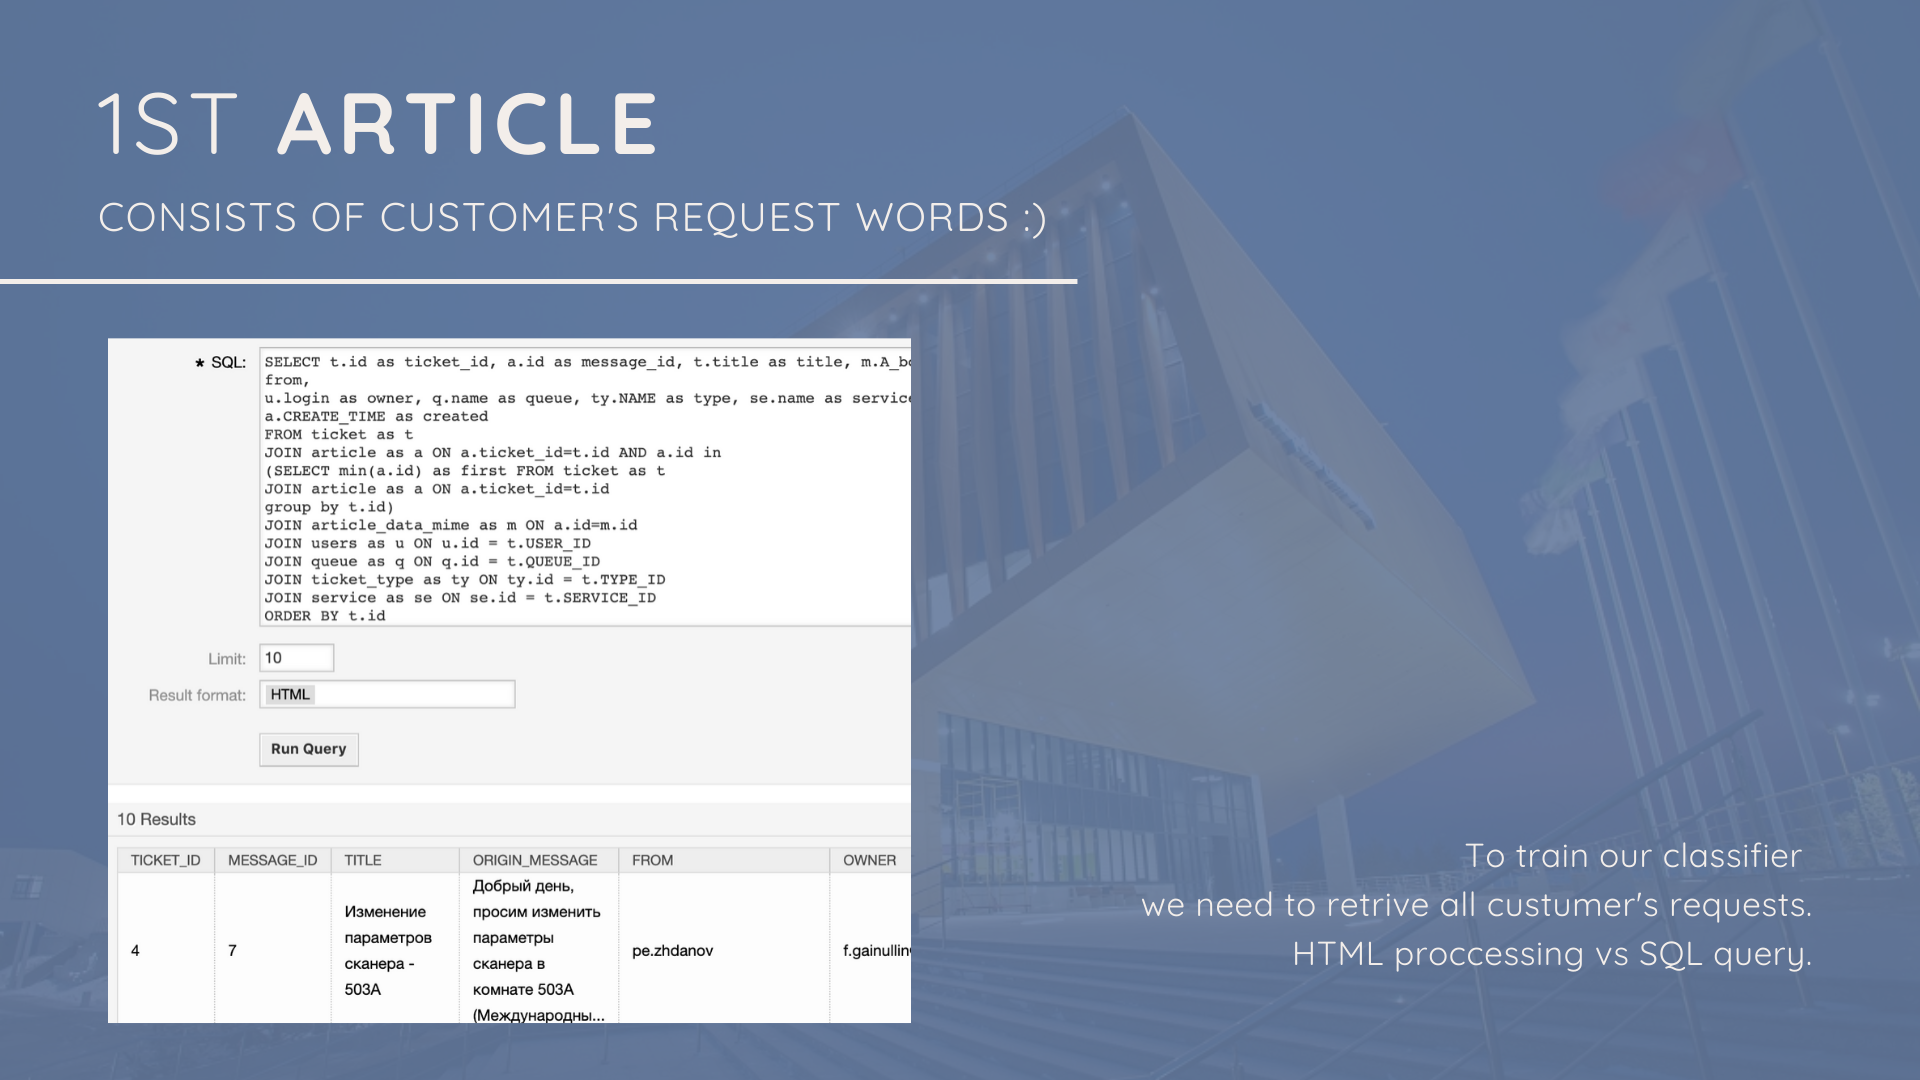 1ST ARTICLE
CONSISTS OF CUSTOMER'S REQUEST WORDS :)
* SQL:
SELECT t.id as ticket_id, a.id as message_id, t.title as title,
from,
u.login as owner, q.name as queue, ty.NAME as type, se.name as service
a.CREATE_TIME as created
FROM ticket as t
JOIN article as a ON a.ticket_id=t.id AND a.id in
(SELECT min(a.id) as first FROM ticket as t
JOIN article as a ON a.ticket_id=t.id
group by t.id)
JOIN article_data_mime as m ON a.id=m.id
JOIN users as u ON u.id = t.USER_ID
JOIN queue as q ON q.id = t.QUEUE_ID
JOIN ticket_type as ty ON ty.id = t.TYPE_ID
JOIN service as se ON se.id = t.SERVICE_ID
ORDER BY t.id
Limit: 10
Result format: HTML
Run Query
10 Results
TICKET_ID MESSAGE_ID TITLE ORIGIN_MESSAGE FROM OWNER
4 7 Изменение параметров сканера - 503A Добрый день, просим изменить параметры сканера в комнате 503A (Международны... pe.zhdanov f.gainullin
To train our classifier
we need to retrive all custumer's requests.
HTML proccessing vs SQL query.